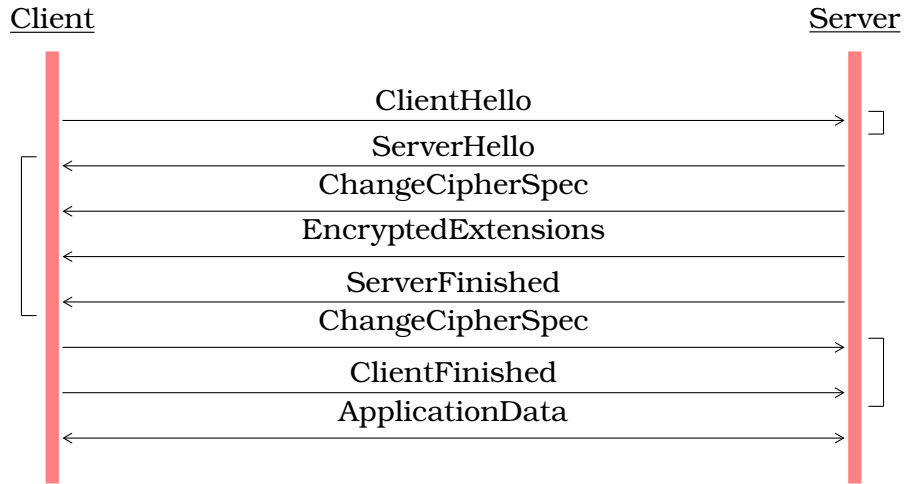 Client Server
ClientHello
ServerHello
ChangeCipherSpec
EncryptedExtensions
ServerFinished
ChangeCipherSpec
ClientFinished
ApplicationData